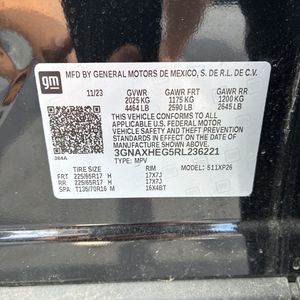 gm
MFD BY GENERAL MOTORS DE MEXICO, S. DE R.L. DE C.V.
11/23 GVWR GAWR FRT GAWR RR
2025 KG 1175 KG 1200 KG
4464 LB 2590 LB 2645 LB
THIS VEHICLE CONFORMS TO ALL
APPLICABLE U.S. FEDERAL MOTOR VEHICLE
SAFETY, BUMPER, AND THEFT PREVENTION
STANDARDS IN EFFECT ON THE DATE OF
MANUFACTURE SHOWN ABOVE.
3GNAXHEG5RL236221
TYPE: MPV MODEL: 511XP26
TIRE SIZE RIM
FRT 225/65R17 H 17X7J
RR 225/65R17 H 17X7J
SPA T135/70R16 M 16X4BT